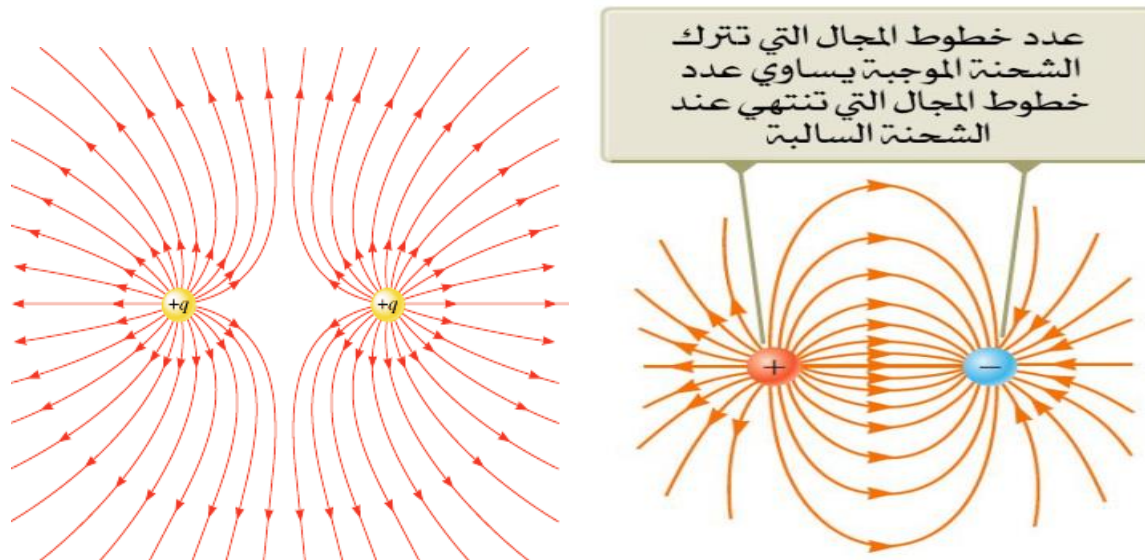 عدد خطوط المجال التي تترك
الشحنة الموجبة يساوي عدد
خطوط المجال التي تنتهي عند
الشحنة السالبة
+q
+q
+
−